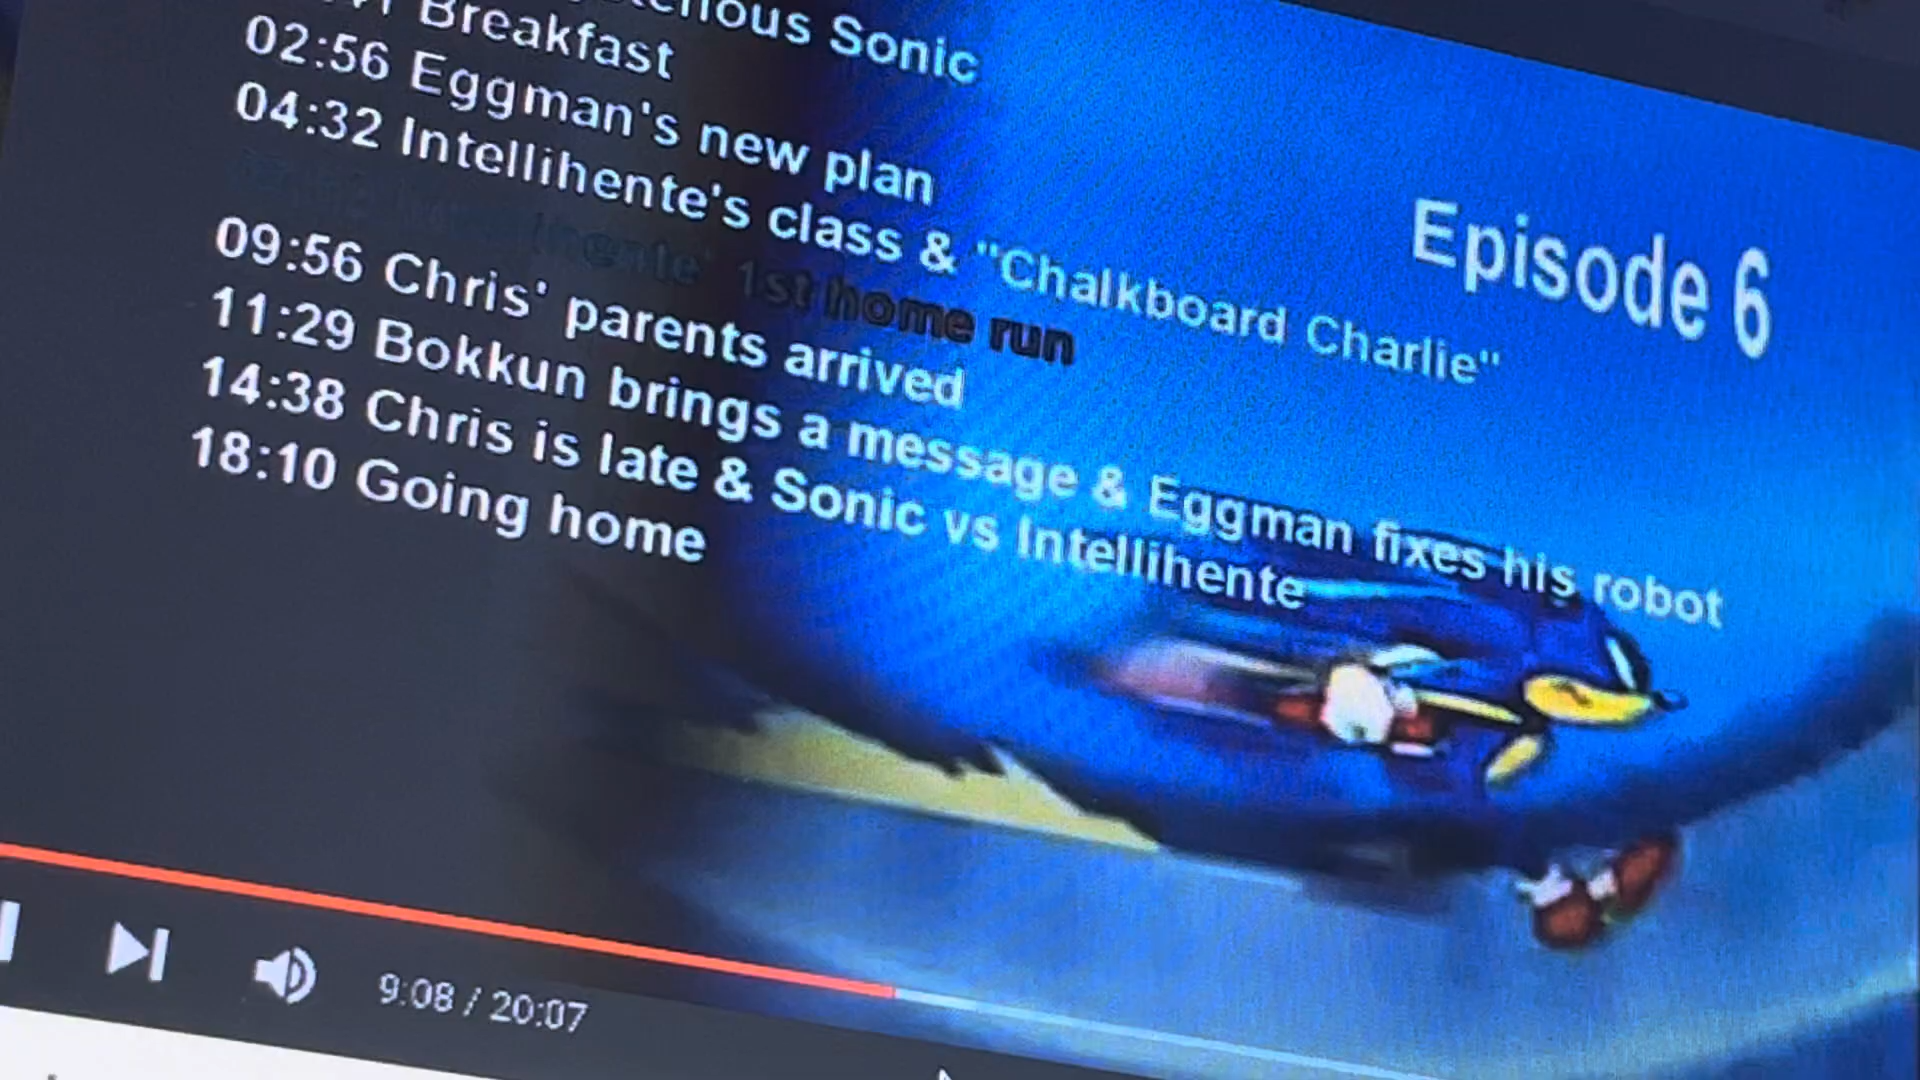 Sonic
Breakfast
02:56 Eggman's new plan
04:32 Intellihente's class & "Chalkboard Charlie"
1st home run
09:56 Chris' parents arrived
11:29 Bokkun brings a message & Eggman fixes his robot
14:38 Chris is late & Sonic vs Intellihente
18:10 Going home
Episode 6
9:08 / 20:07